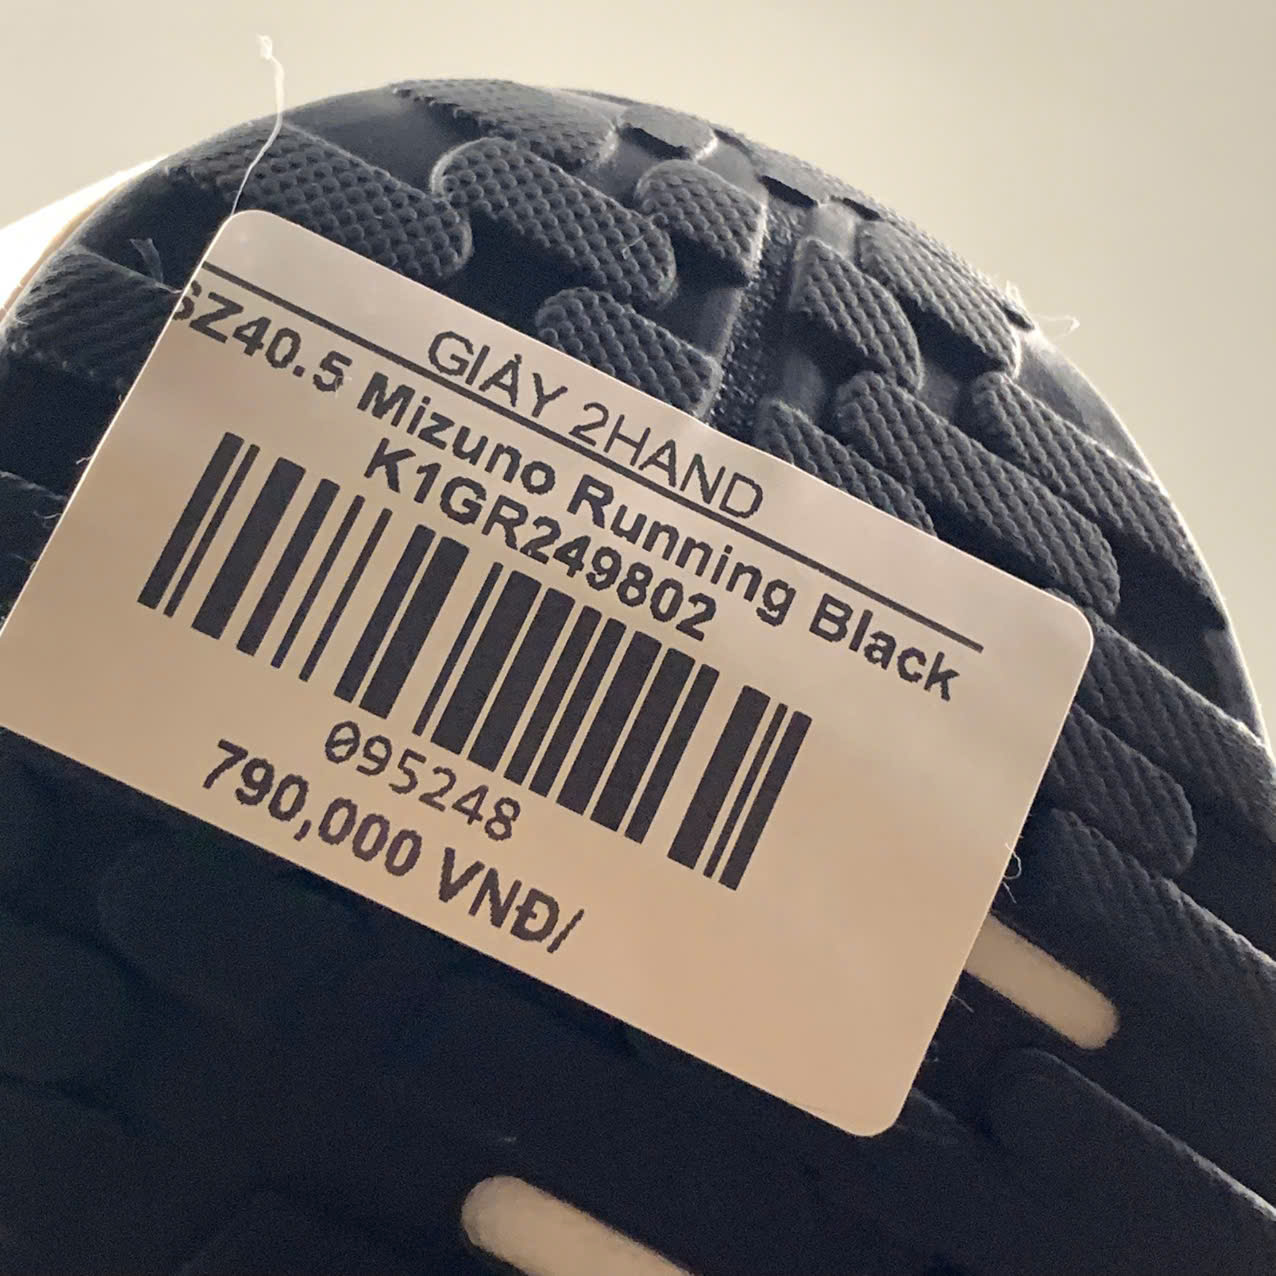 GIÀY 2HAND
SZ40.5 Mizuno Running Black
K1GR249802
095248
790,000 VNĐ/